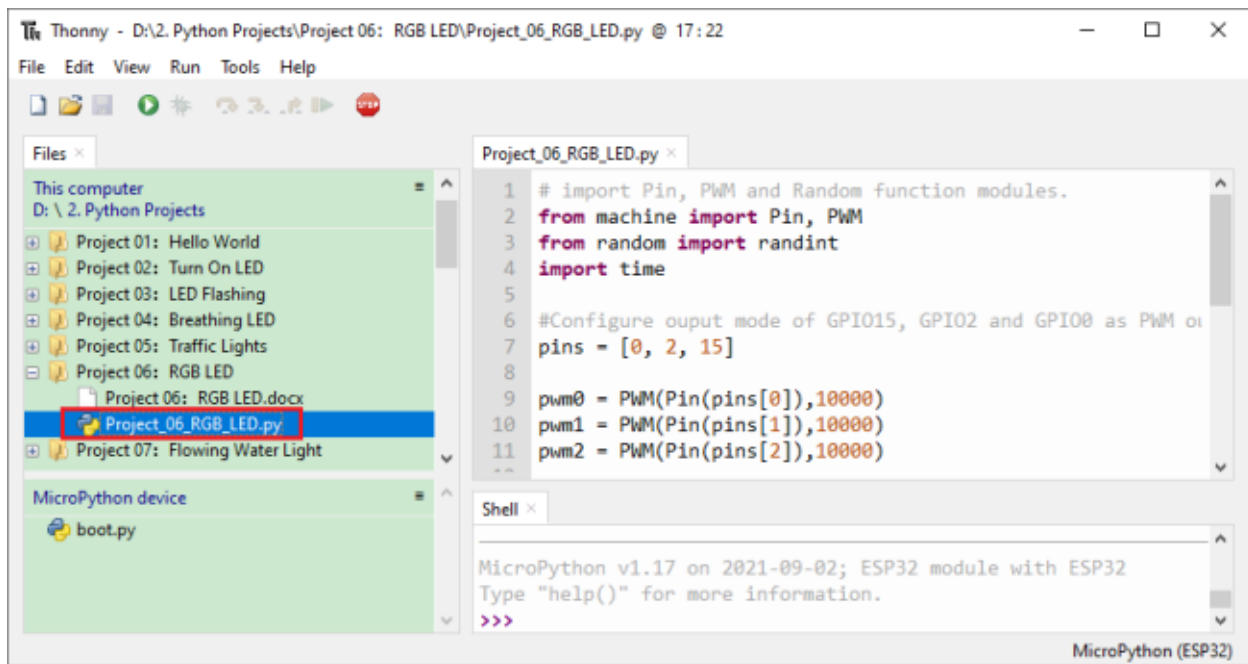 Thonny - D:\2. Python Projects\Project 06: RGB LED\Project_06_RGB_LED.py @ 17:22
File Edit View Run Tools Help
STOP
Files ×
This computer
D: \ 2. Python Projects
Project 01: Hello World
Project 02: Turn On LED
Project 03: LED Flashing
Project 04: Breathing LED
Project 05: Traffic Lights
Project 06: RGB LED
Project 06: RGB LED.docx
Project_06_RGB_LED.py
Project 07: Flowing Water Light
MicroPython device
boot.py
Project_06_RGB_LED.py ×
1 # import Pin, PWM and Random function modules.
2 from machine import Pin, PWM
3 from random import randint
4 import time
5
6 #Configure ouput mode of GPIO15, GPIO2 and GPIO0 as PWM
7 pins = [0, 2, 15]
8
9 pwm0 = PWM(Pin(pins[0]),10000)
10 pwm1 = PWM(Pin(pins[1]),10000)
11 pwm2 = PWM(Pin(pins[2]),10000)
Shell ×
MicroPython v1.17 on 2021-09-02; ESP32 module with ESP32
Type "help()" for more information.
>>>
MicroPython (ESP32)